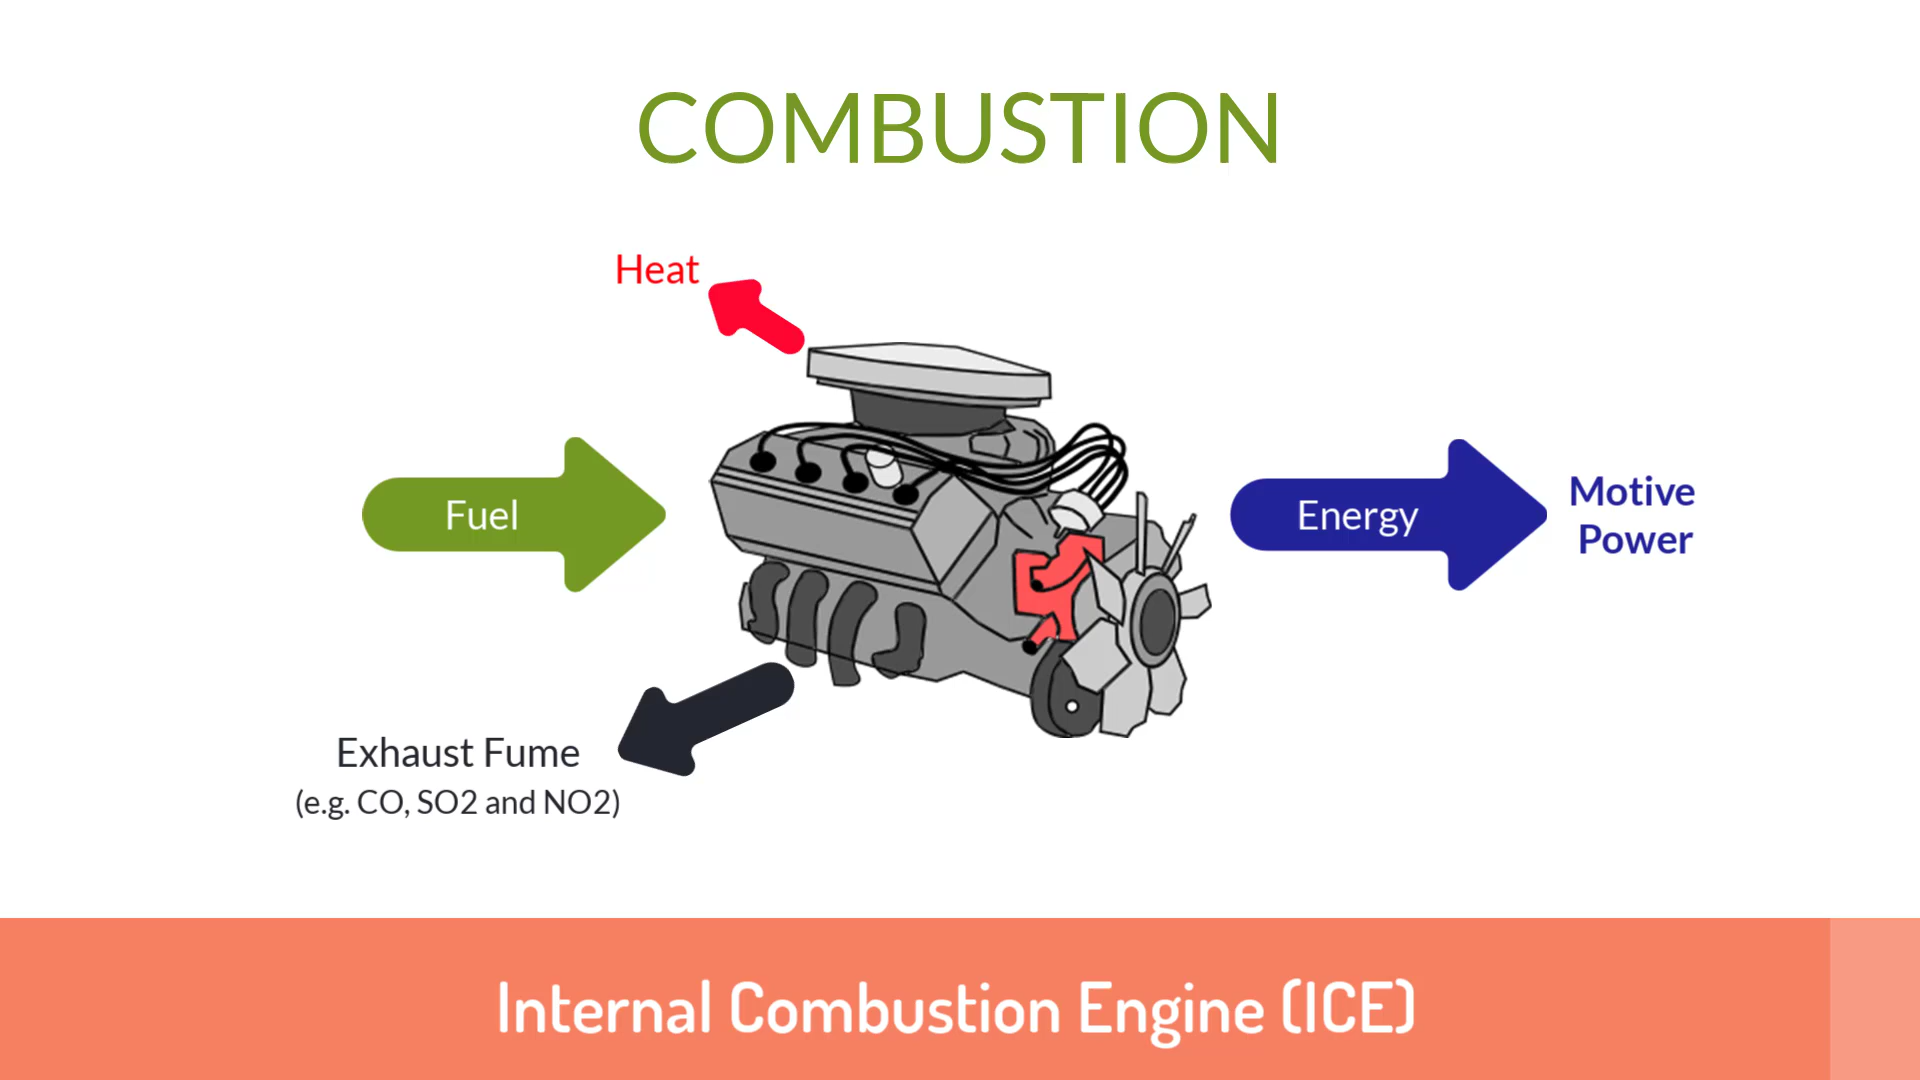 COMBUSTION
Heat
Fuel
Energy
Motive
Power
Exhaust Fume
(e.g. CO, SO2 and NO2)
Internal Combustion Engine (ICE)